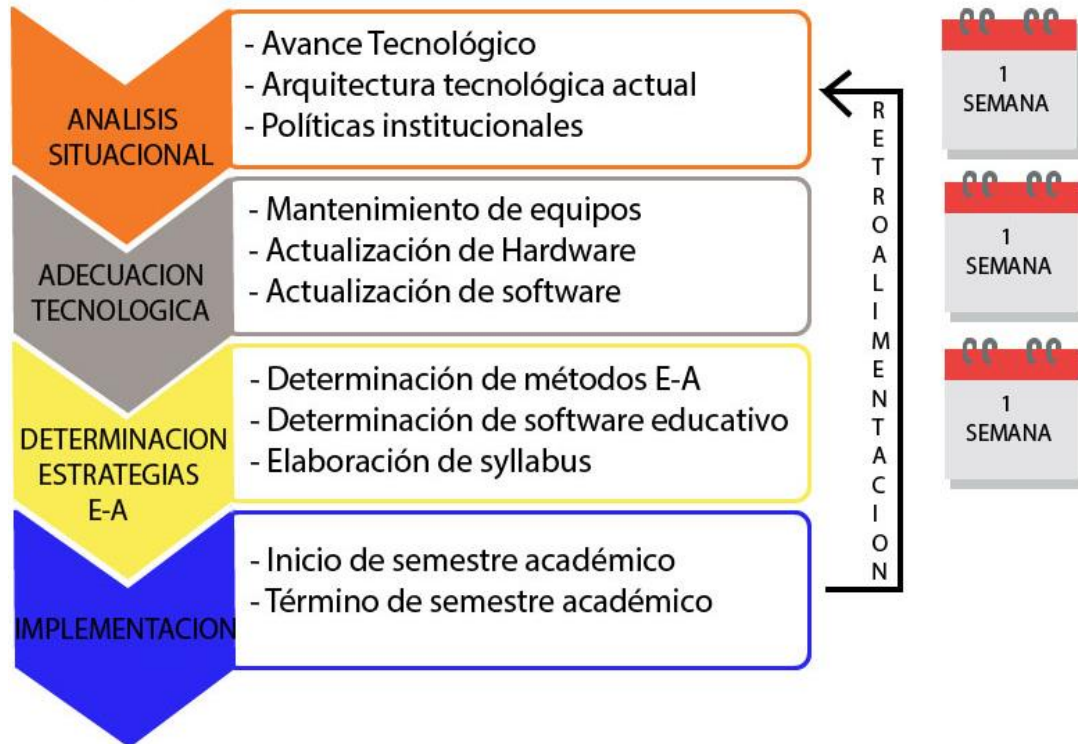 ANALISIS
SITUACIONAL
- Avance Tecnológico
- Arquitectura tecnológica actual
- Políticas institucionales
ADECUACION
TECNOLOGICA
- Mantenimiento de equipos
- Actualización de Hardware
- Actualización de software
DETERMINACION
ESTRATEGIAS
E-A
- Determinación de métodos E-A
- Determinación de software educativo
- Elaboración de syllabus
IMPLEMENTACION
- Inicio de semestre académico
- Término de semestre académico
RETROALIMENTACION
1
SEMANA
1
SEMANA
1
SEMANA